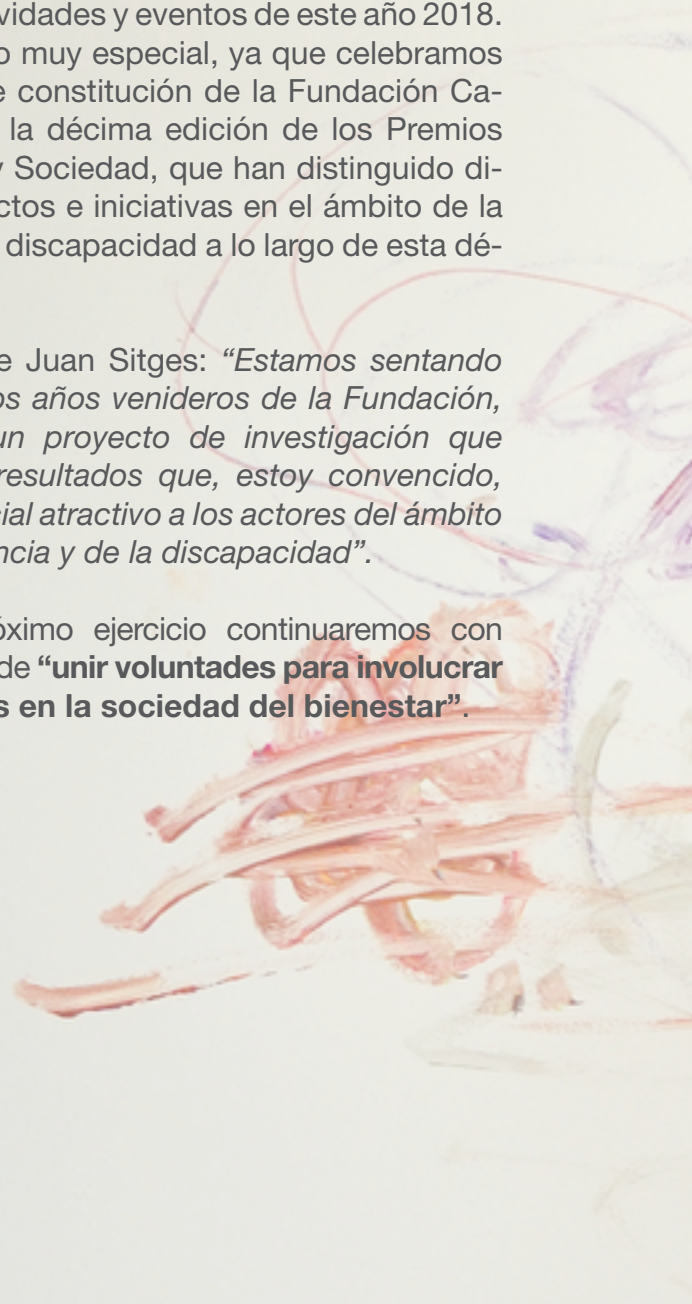 vidades y eventos de este año 2018.
o muy especial, ya que celebramos
e constitución de la Fundación Ca-
la décima edición de los Premios
y Sociedad, que han distinguido di-
ctos e iniciativas en el ámbito de la
discapacidad a lo largo de esta dé-
e Juan Sitges: “Estamos sentando
os años venideros de la Fundación,
un proyecto de investigación que
resultados que, estoy convencido,
cial atractivo a los actores del ámbito
ncia y de la discapacidad”.
óximo ejercicio continuaremos con
de “unir voluntades para involucrar
s en la sociedad del bienestar”.